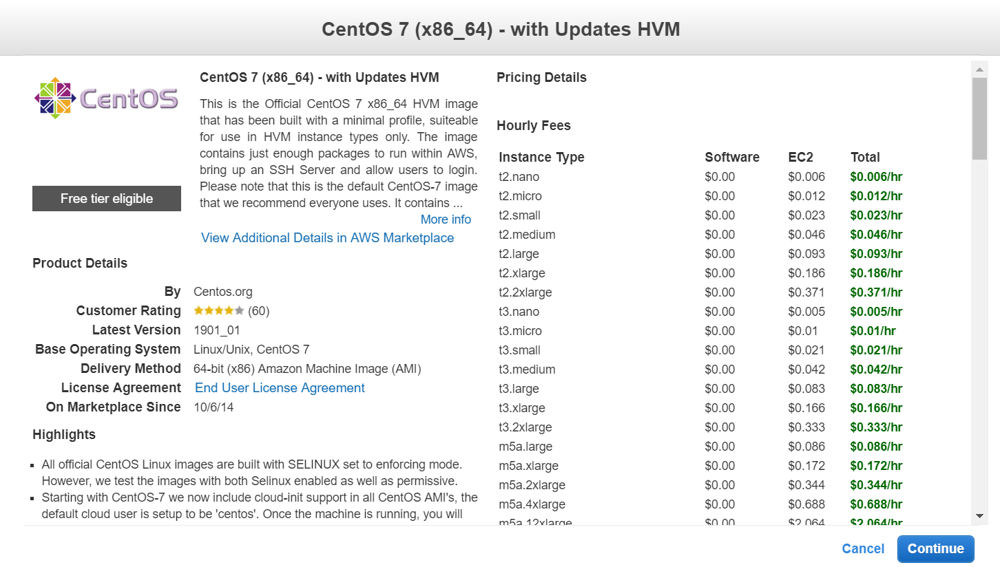 CentOS 7 (x86_64) - with Updates HVM
CentOS
Free tier eligible
CentOS 7 (x86_64) - with Updates HVM
This is the Official CentOS 7 x86_64 HVM image
that has been built with a minimal profile, suiteable
for use in HVM instance types only. The image
contains just enough packages to run within AWS,
bring up an SSH Server and allow users to login.
Please note that this is the default CentOS-7 image
that we recommend everyone uses. It contains ...
More info
View Additional Details in AWS Marketplace
Product Details
By Centos.org
Customer Rating (60)
Latest Version 1901_01
Base Operating System Linux/Unix, CentOS 7
Delivery Method 64-bit (x86) Amazon Machine Image (AMI)
License Agreement End User License Agreement
On Marketplace Since 10/6/14
Highlights
All official CentOS Linux images are built with SELINUX set to enforcing mode.
However, we test the images with both Selinux enabled as well as permissive.
Starting with CentOS-7 we now include cloud-init support in all CentOS AMI's, the
default cloud user is setup to be 'centos'. Once the machine is running, you will
Pricing Details
Hourly Fees
Instance Type Software EC2 Total
t2.nano $0.00 $0.006 $0.006/hr
t2.micro $0.00 $0.012 $0.012/hr
t2.small $0.00 $0.023 $0.023/hr
t2.medium $0.00 $0.046 $0.046/hr
t2.large $0.00 $0.093 $0.093/hr
t2.xlarge $0.00 $0.186 $0.186/hr
t2.2xlarge $0.00 $0.371 $0.371/hr
t3.nano $0.00 $0.005 $0.005/hr
t3.micro $0.00 $0.01 $0.01/hr
t3.small $0.00 $0.021 $0.021/hr
t3.medium $0.00 $0.042 $0.042/hr
t3.large $0.00 $0.083 $0.083/hr
t3.xlarge $0.00 $0.166 $0.166/hr
t3.2xlarge $0.00 $0.333 $0.333/hr
m5a.large $0.00 $0.086 $0.086/hr
m5a.xlarge $0.00 $0.172 $0.172/hr
m5a.2xlarge $0.00 $0.344 $0.344/hr
m5a.4xlarge $0.00 $0.688 $0.688/hr
m5a.12xlarge $0.00 $2.064 $2.064/hr
Cancel Continue